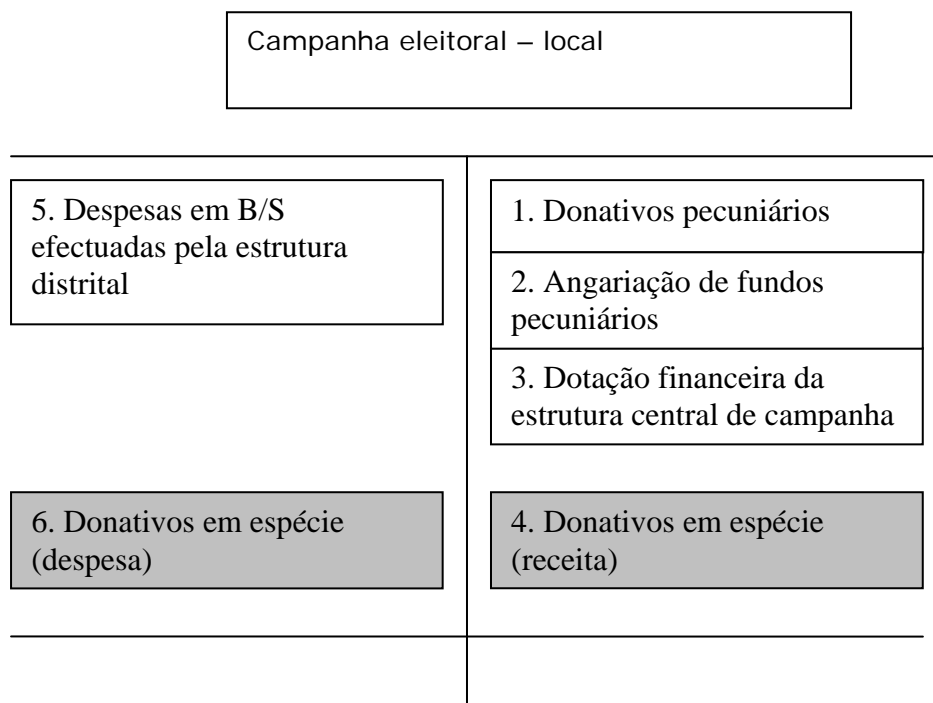 Campanha eleitoral – local
5. Despesas em B/S
efectuadas pela estrutura
distrital
6. Donativos em espécie
(despesa)
1. Donativos pecuniários
2. Angariação de fundos
pecuniários
3. Dotação financeira da
estrutura central de campanha
4. Donativos em espécie
(receita)